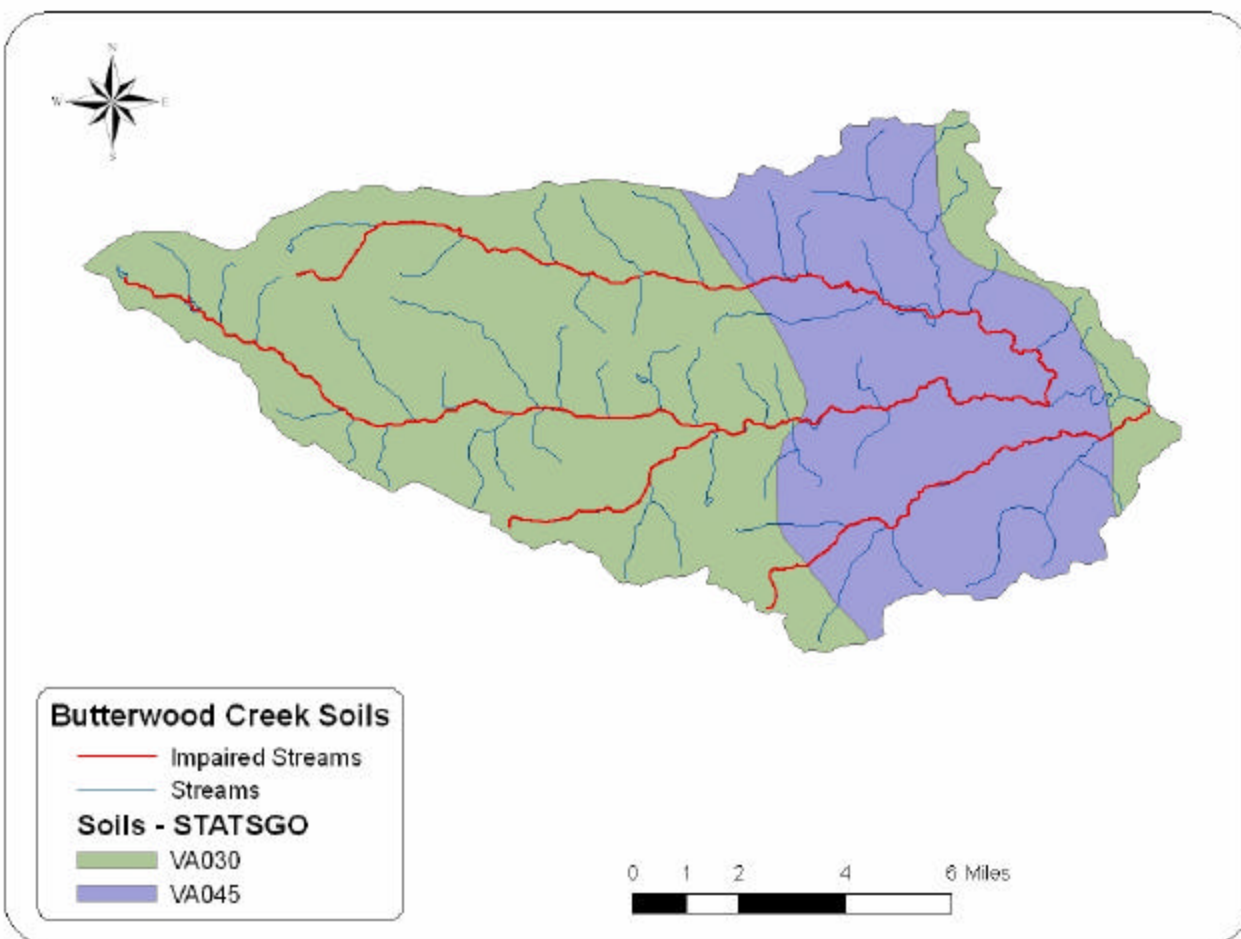 N
W E
S
Butterwood Creek Soils
Impaired Streams
Streams
Soils - STATSGO
VA030
VA045
0 1 2 4 6 Miles